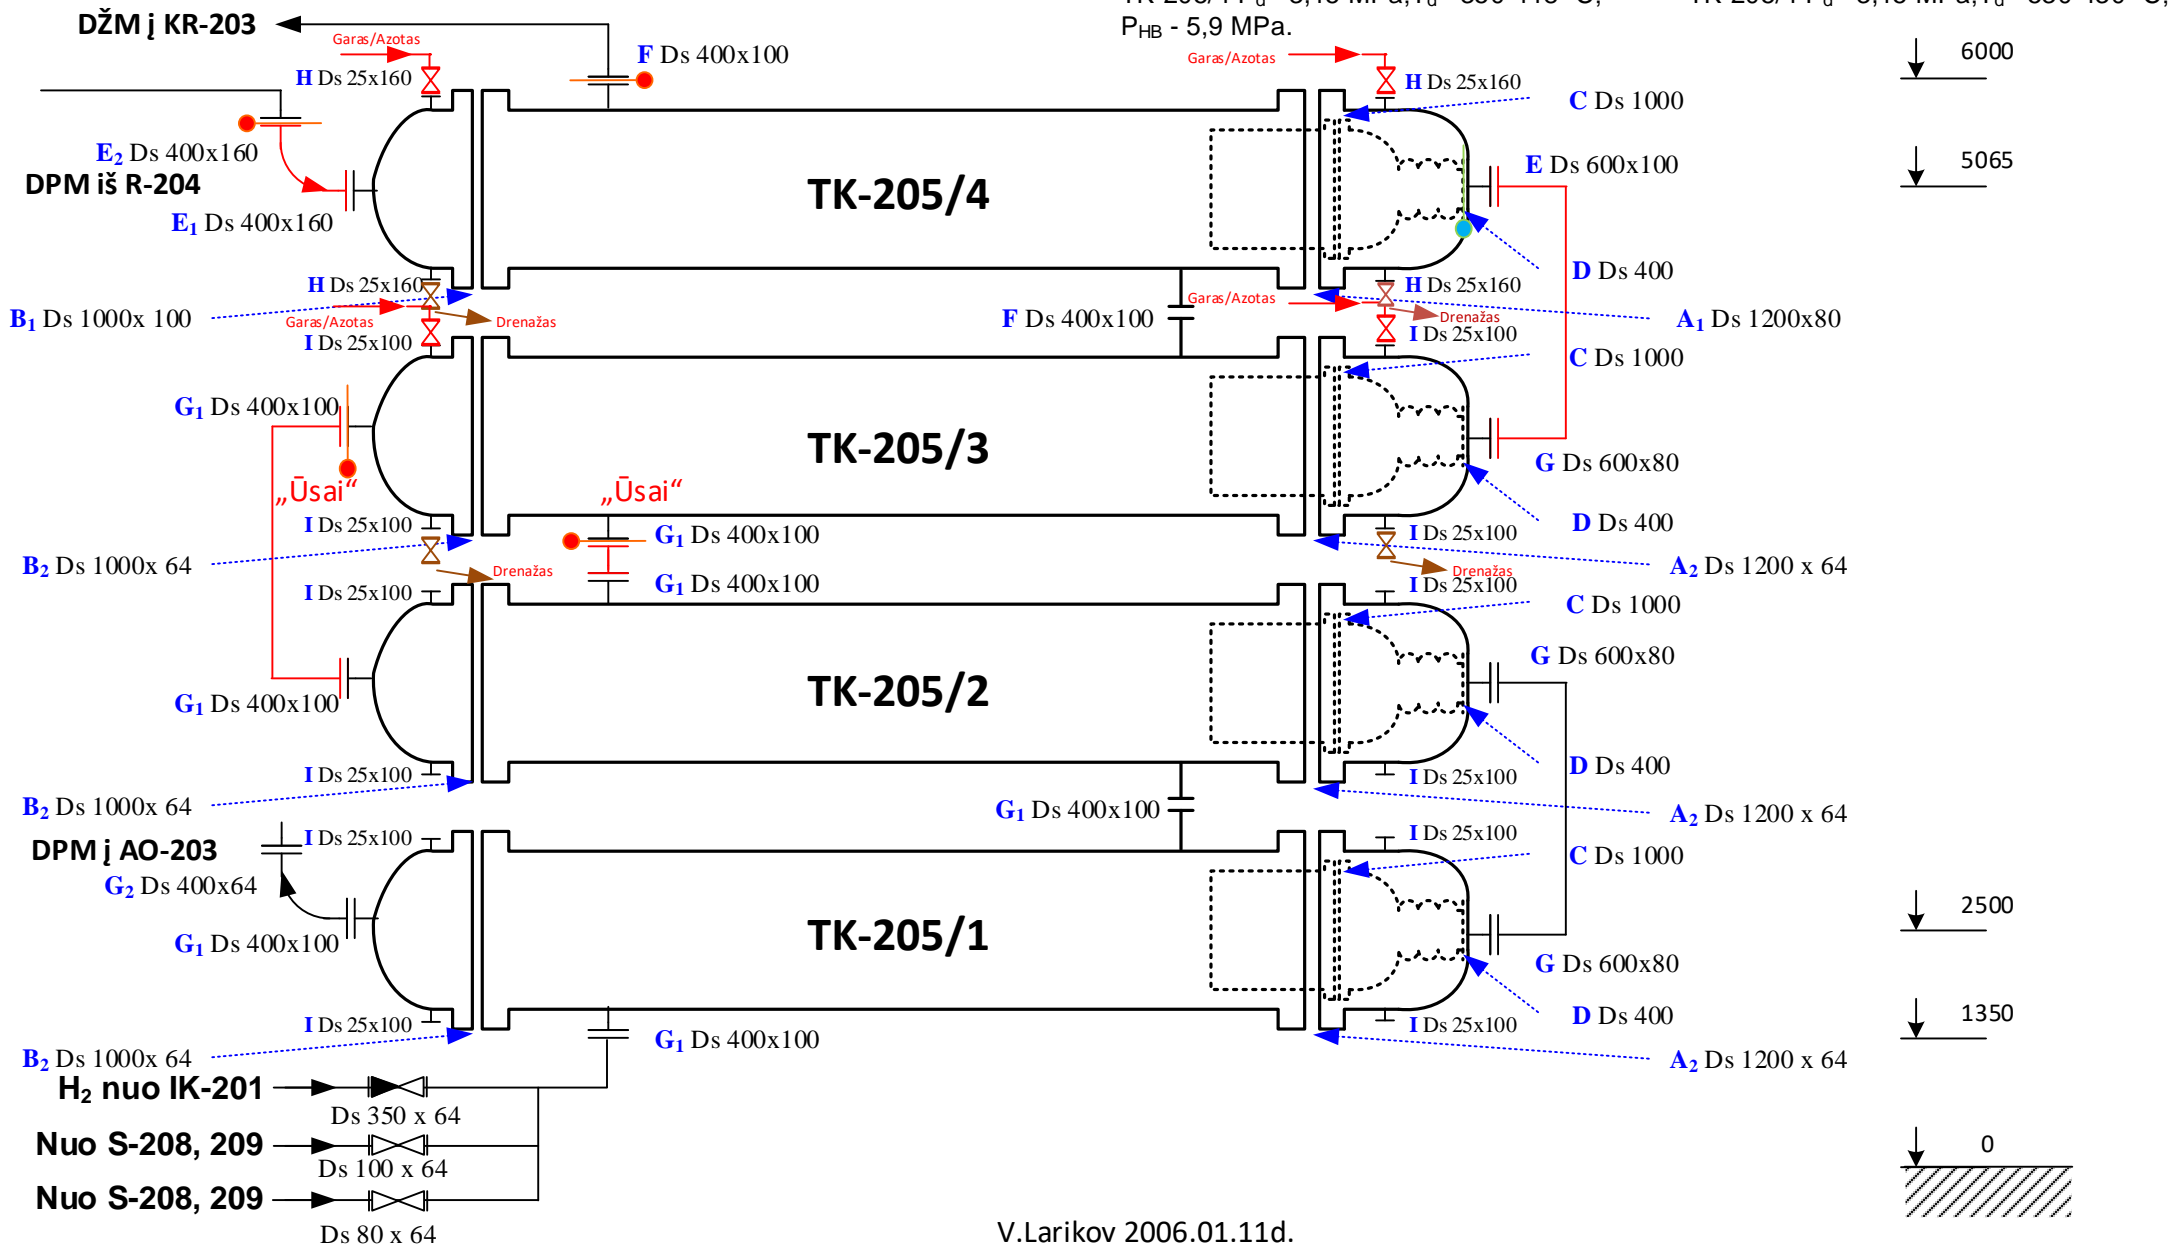 DŽM į KR-203
Garas/Azotas
F Ds 400x100
H Ds 25x160
P_HB - 5,9 MPa.
Garas/Azotas
H Ds 25x160
C Ds 1000
6000
E₂ Ds 400x160
DPM iš R-204
E₁ Ds 400x160
TK-205/4
E Ds 600x100
5065
D Ds 400
H Ds 25x160
B₁ Ds 1000x 100
Garas/Azotas
Drenažas
I Ds 25x100
F Ds 400x100
Garas/Azotas
H Ds 25x160
Drenažas
I Ds 25x100
A₁ Ds 1200x80
C Ds 1000
G₁ Ds 400x100
TK-205/3
G Ds 600x80
„Ūsai“
„Ūsai“
I Ds 25x100
G₁ Ds 400x100
I Ds 25x100
D Ds 400
B₂ Ds 1000x 64
Drenažas
G₁ Ds 400x100
Drenažas
A₂ Ds 1200 x 64
I Ds 25x100
I Ds 25x100
C Ds 1000
G₁ Ds 400x100
TK-205/2
G Ds 600x80
D Ds 400
I Ds 25x100
I Ds 25x100
B₂ Ds 1000x 64
G₁ Ds 400x100
A₂ Ds 1200 x 64
I Ds 25x100
I Ds 25x100
DPM į AO-203
C Ds 1000
G₂ Ds 400x64
G₁ Ds 400x100
TK-205/1
G Ds 600x80
2500
D Ds 400
1350
I Ds 25x100
I Ds 25x100
G₁ Ds 400x100
B₂ Ds 1000x 64
A₂ Ds 1200 x 64
H₂ nuo IK-201
Ds 350 x 64
Nuo S-208, 209
Ds 100 x 64
Nuo S-208, 209
Ds 80 x 64
0
V.Larikov 2006.01.11d.